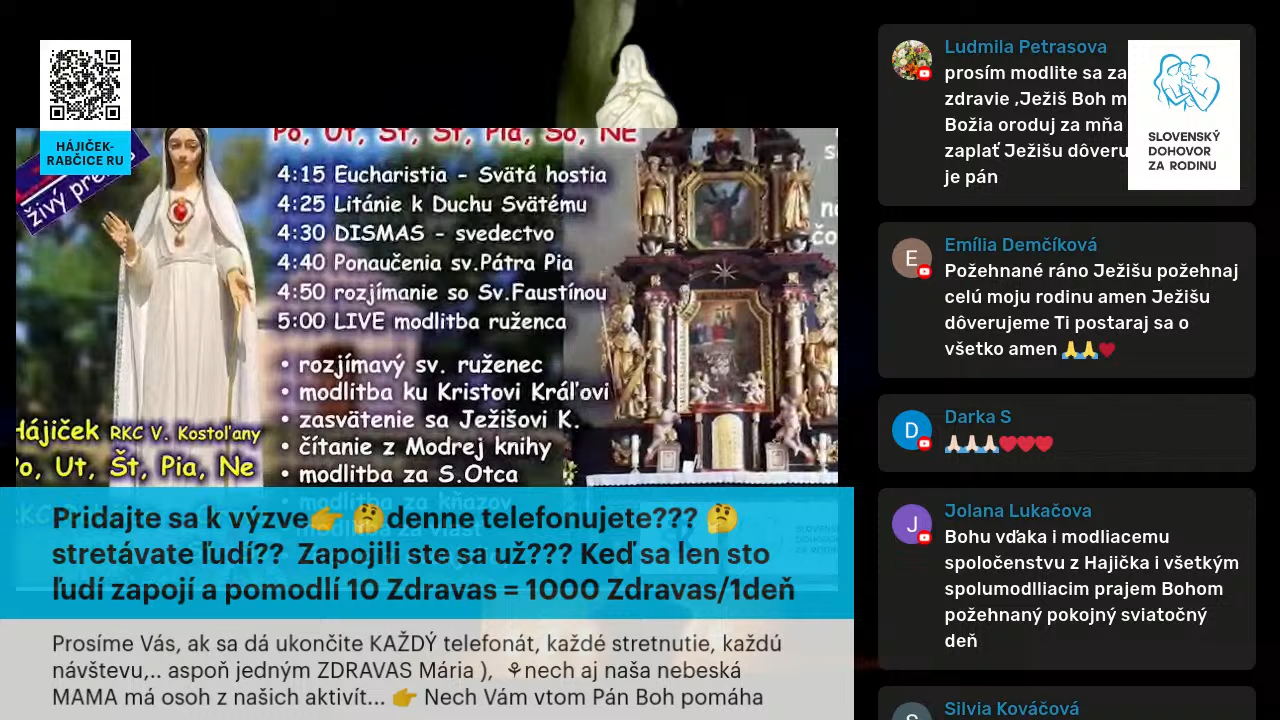 HÁJIČEK-
RABČICE RU
živý pre
Po, Ut, St, Št, Pia, So, NE
4:15 Eucharistia - Svätá hostia
4:25 Litánie k Duchu Svätému
4:30 DISMAS - svedectvo
4:40 Ponaučenia sv.Pátra Pia
4:50 rozjímanie so Sv.Faustínou
5:00 LIVE modlitba ruženca
• rozjímavý sv. ruženec
• modlitba ku Kristovi Kráľovi
• zasvätenie sa Ježišovi K.
• čítanie z Modrej knihy
• modlitba za S.Otca
• modlitba za kňazov
modlitba za vlasť
Hájiček RKC V. Kostoľany
Po, Ut, Št, Pia, Ne
Pridajte sa k výzve👉 🤔denne telefonujete??? 🤔
stretávate ľudí?? Zapojili ste sa už??? Keď sa len sto
ľudí zapojí a pomodlí 10 Zdravas = 1000 Zdravas/1deň
Prosíme Vás, ak sa dá ukončite KAŽDÝ telefonát, každé stretnutie, každú
návštevu,.. aspoň jedným ZDRAVAS Mária ), ⚘nech aj naša nebeská
MAMA má osoh z našich aktivít... 👉 Nech Vám vtom Pán Boh pomáha
Ludmila Petrasova
prosím modlite sa za
zdravie ,Ježiš Boh m
Božia oroduj za mňa
zaplať Ježišu dôveru
je pán
SLOVENSKÝ
DOHOVOR
ZA RODINU
E
Emília Demčíková
Požehnané ráno Ježišu požehnaj
celú moju rodinu amen Ježišu
dôverujeme Ti postaraj sa o
všetko amen 🙏🙏♥
D
Darka S
🙏🏻🙏🏻🙏🏻❤❤❤
J
Jolana Lukačova
Bohu vďaka i modliacemu
spoločenstvu z Hajička i všetkým
spolumodlliacim prajem Bohom
požehnaný pokojný sviatočný
deň
Silvia Kováčová